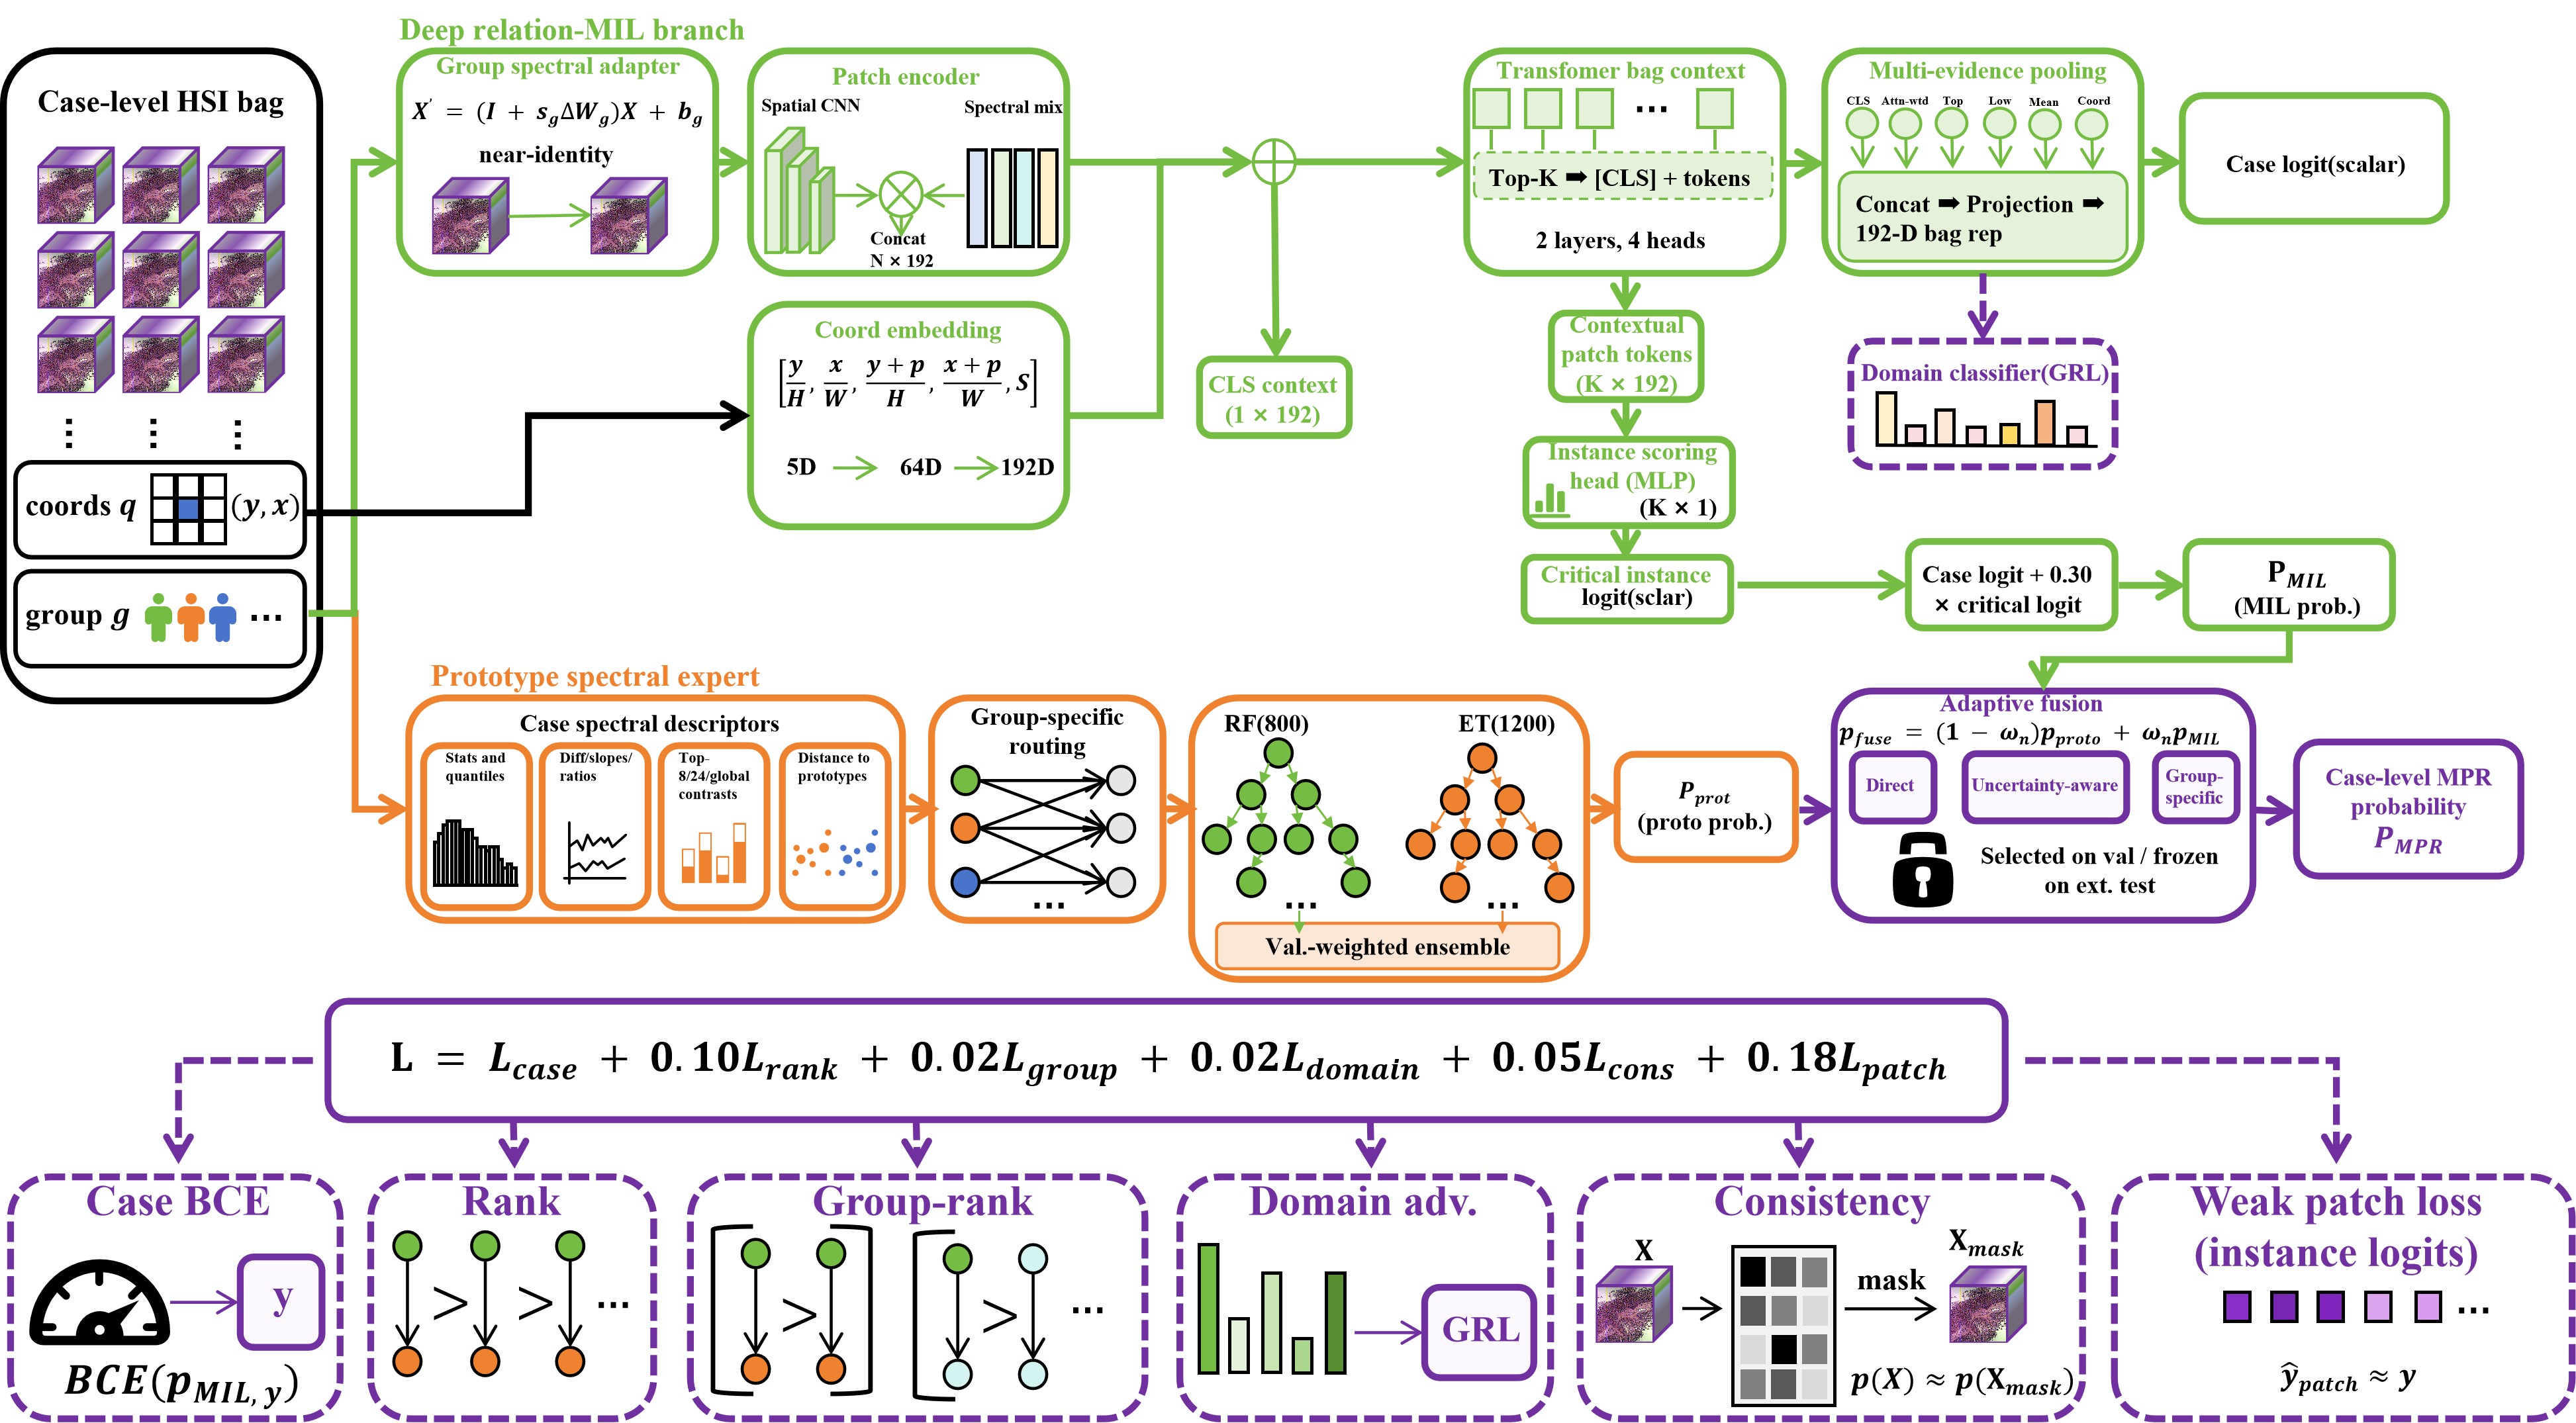 Deep relation-MIL branch
Case-level HSI bag
coords q (y, x)
group g ...
Group spectral adapter
X' = (I + s_g ΔW_g)X + b_g
near-identity
Patch encoder
Spatial CNN
Spectral mix
Concat
N × 192
Coord embedding
[y/H, x/W, y + p/H, x + p/W, S]
5D 64D 192D
CLS context
(1 × 192)
Transfomer bag context
...
Top-K ➡ [CLS] + tokens
2 layers, 4 heads
Multi-evidence pooling
CLS Attn-wtd Top Low Mean Coord
Concat ➡ Projection ➡
192-D bag rep
Case logit(scalar)
Contextual
patch tokens
(K × 192)
Domain classifier(GRL)
Instance scoring
head (MLP)
(K × 1)
Critical instance
logit(sclar)
Case logit + 0.30
× critical logit
P_MIL
(MIL prob.)
Prototype spectral expert
Case spectral descriptors
Stats and
quantiles
Diff/slopes/
ratios
Top-
8/24/global
contrasts
Distance to
prototypes
Group-specific
routing
...
RF(800)
ET(1200)
... ...
Val.-weighted ensemble
P_prot
(proto prob.)
Adaptive fusion
p_fuse = (1 − ω_n)p_proto + ω_n p_MIL
Direct
Uncertainty-aware
Group-
specific
Selected on val / frozen
on ext. test
Case-level MPR
probability
P_MPR
L = L_case + 0.10L_rank + 0.02L_group + 0.02L_domain + 0.05L_cons + 0.18L_patch
Case BCE
y
BCE(p_MIL, y)
Rank
> > ...
Group-rank
[ > ] [ > ...
Domain adv.
GRL
Consistency
X
mask
X_mask
p(X) ≈ p(X_mask)
Weak patch loss
(instance logits)
...
ŷ_patch ≈ y